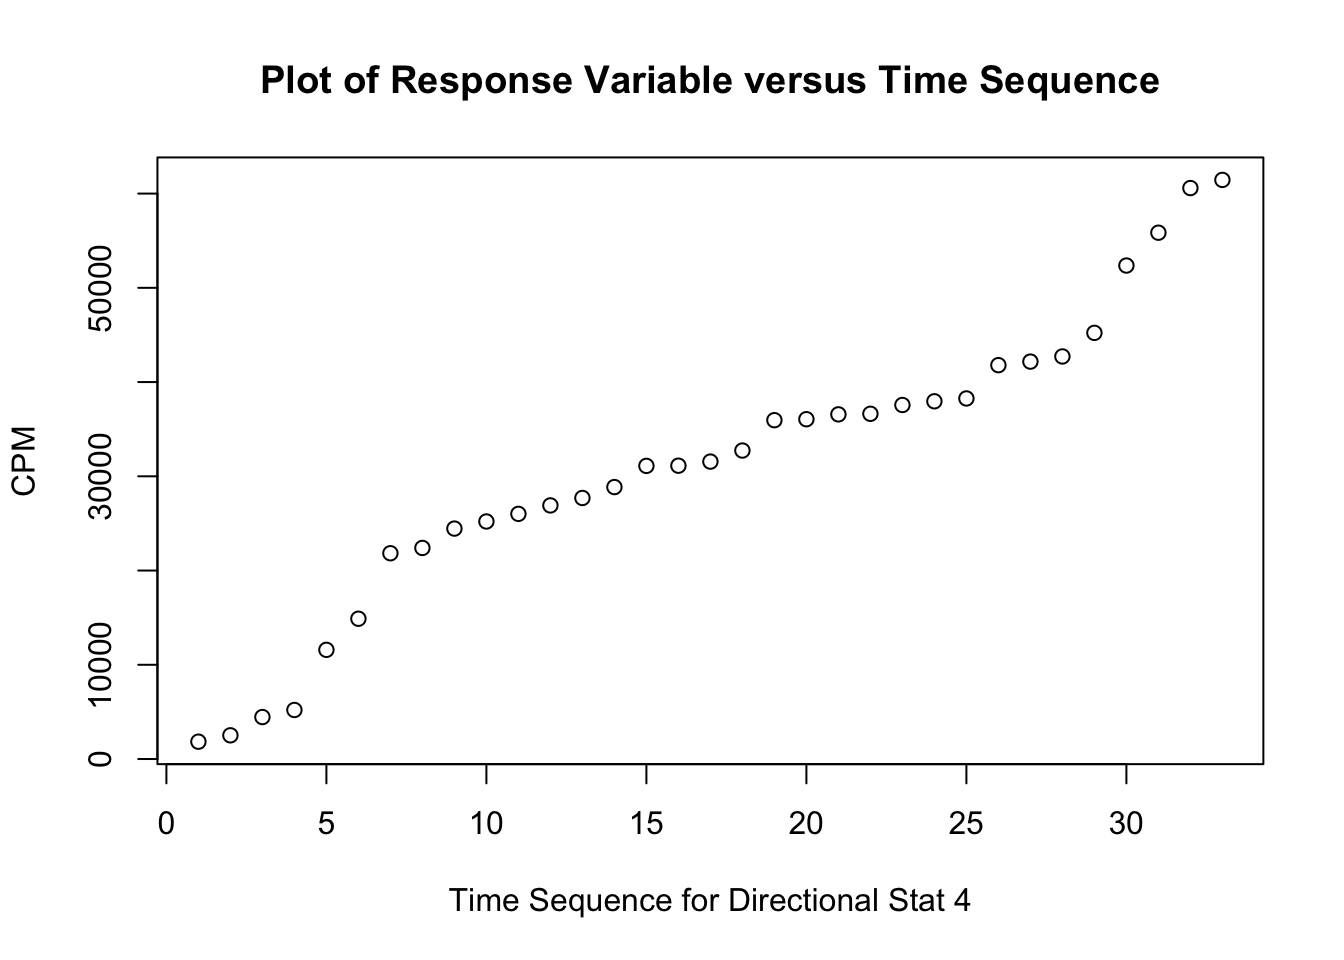 Plot of Response Variable versus Time Sequence
CPM
50000
30000
10000
0
0 5 10 15 20 25 30
Time Sequence for Directional Stat 4